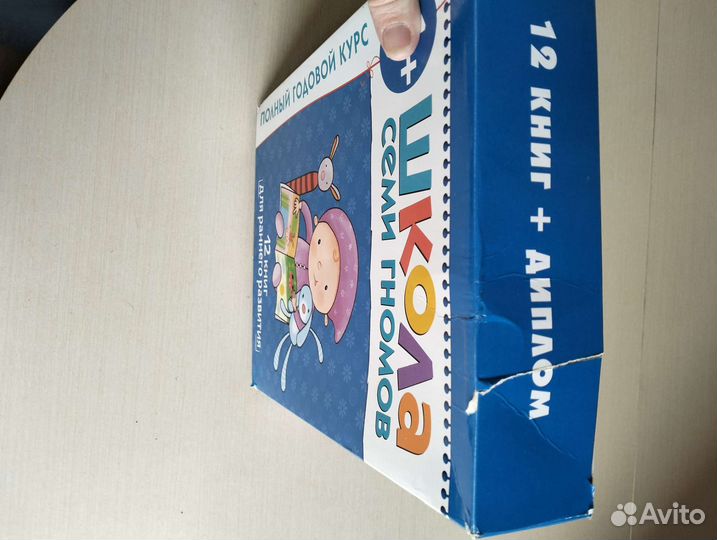 ПОЛНЫЙ ГОДОВОЙ КУРС
+
ШКОЛА
СЕМИ ГНОМОВ
12 КНИГ
ДЛЯ РАННЕГО РАЗВИТИЯ
12 КНИГ + ДИПЛОМ
Avito